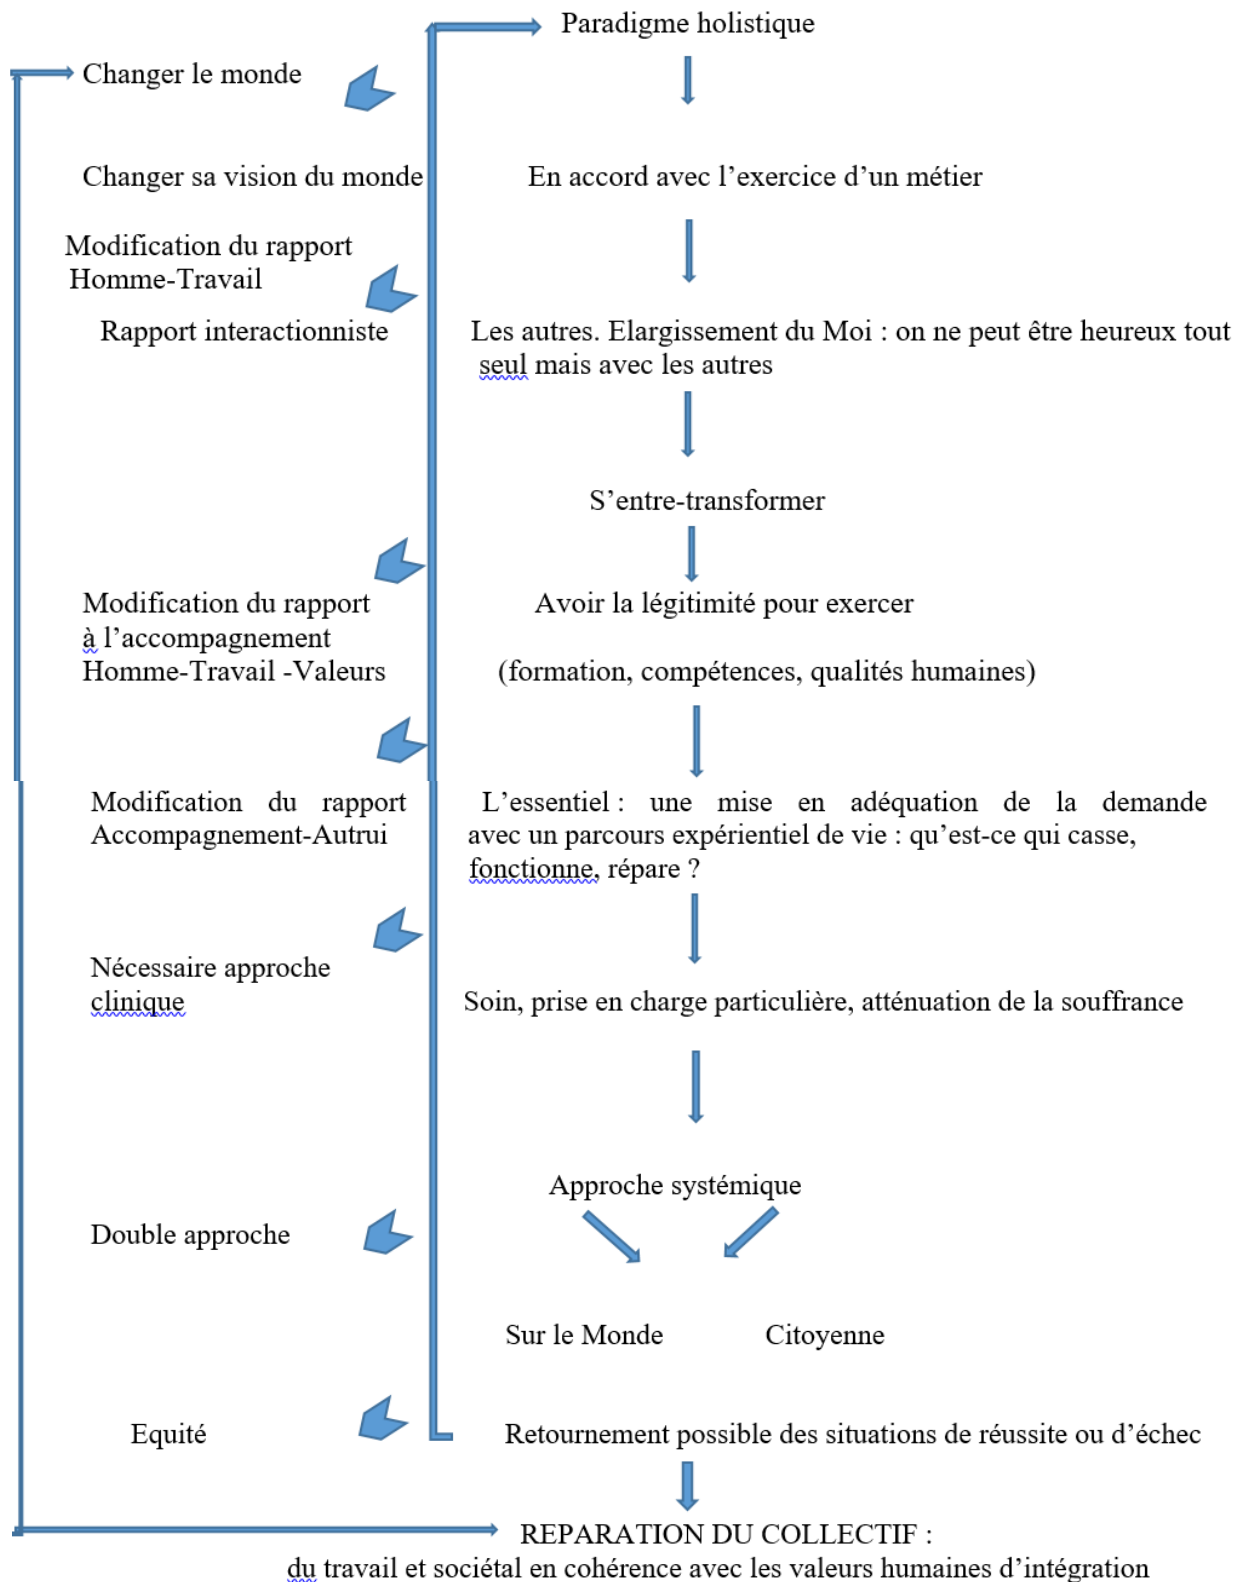 Paradigme holistique
Changer le monde
Changer sa vision du monde
En accord avec l’exercice d’un métier
Modification du rapport
Homme-Travail
Rapport interactionniste
Les autres. Elargissement du Moi : on ne peut être heureux tout
seul mais avec les autres
S’entre-transformer
Modification du rapport
à l’accompagnement
Homme-Travail -Valeurs
Avoir la légitimité pour exercer
(formation, compétences, qualités humaines)
Modification du rapport
Accompagnement-Autrui
L’essentiel : une mise en adéquation de la demande
avec un parcours expérientiel de vie : qu’est-ce qui casse,
fonctionne, répare ?
Nécessaire approche
clinique
Soin, prise en charge particulière, atténuation de la souffrance
Approche systémique
Double approche
Sur le Monde
Citoyenne
Equité
Retournement possible des situations de réussite ou d’échec
REPARATION DU COLLECTIF :
du travail et sociétal en cohérence avec les valeurs humaines d’intégration